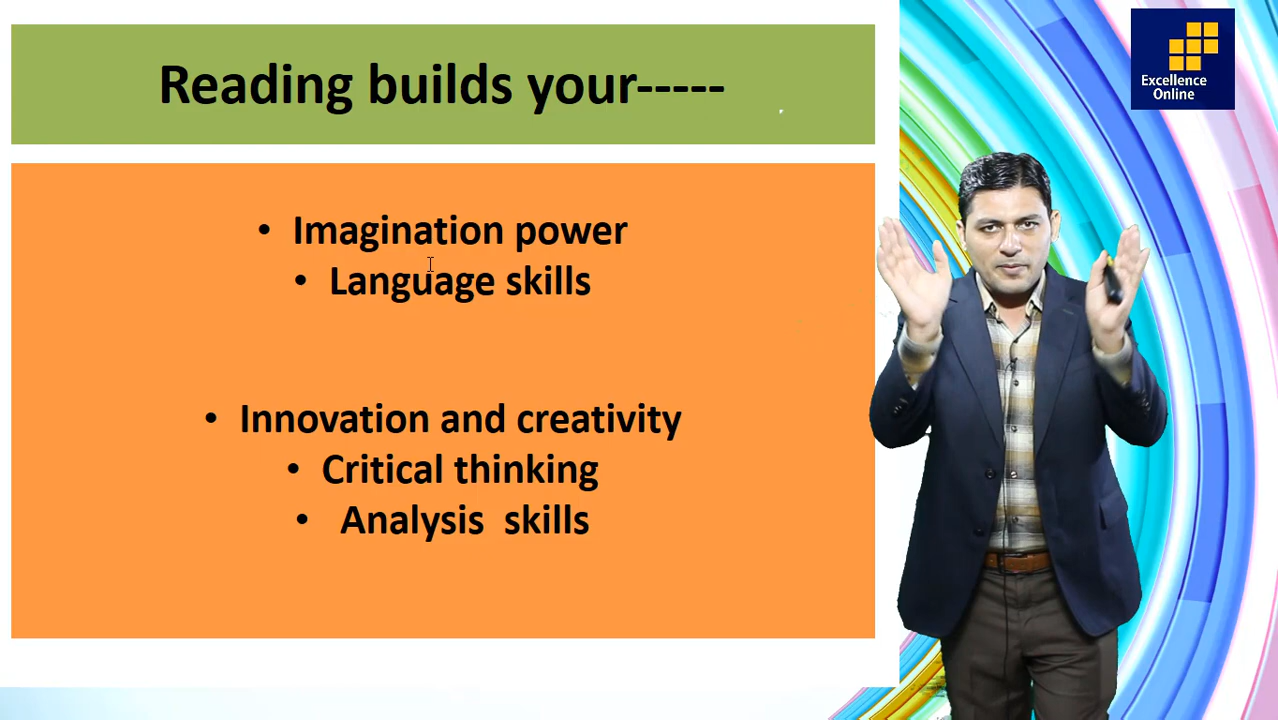 Reading builds your-----
• Imagination power
• Language skills
• Innovation and creativity
• Critical thinking
• Analysis skills
Excellence
Online